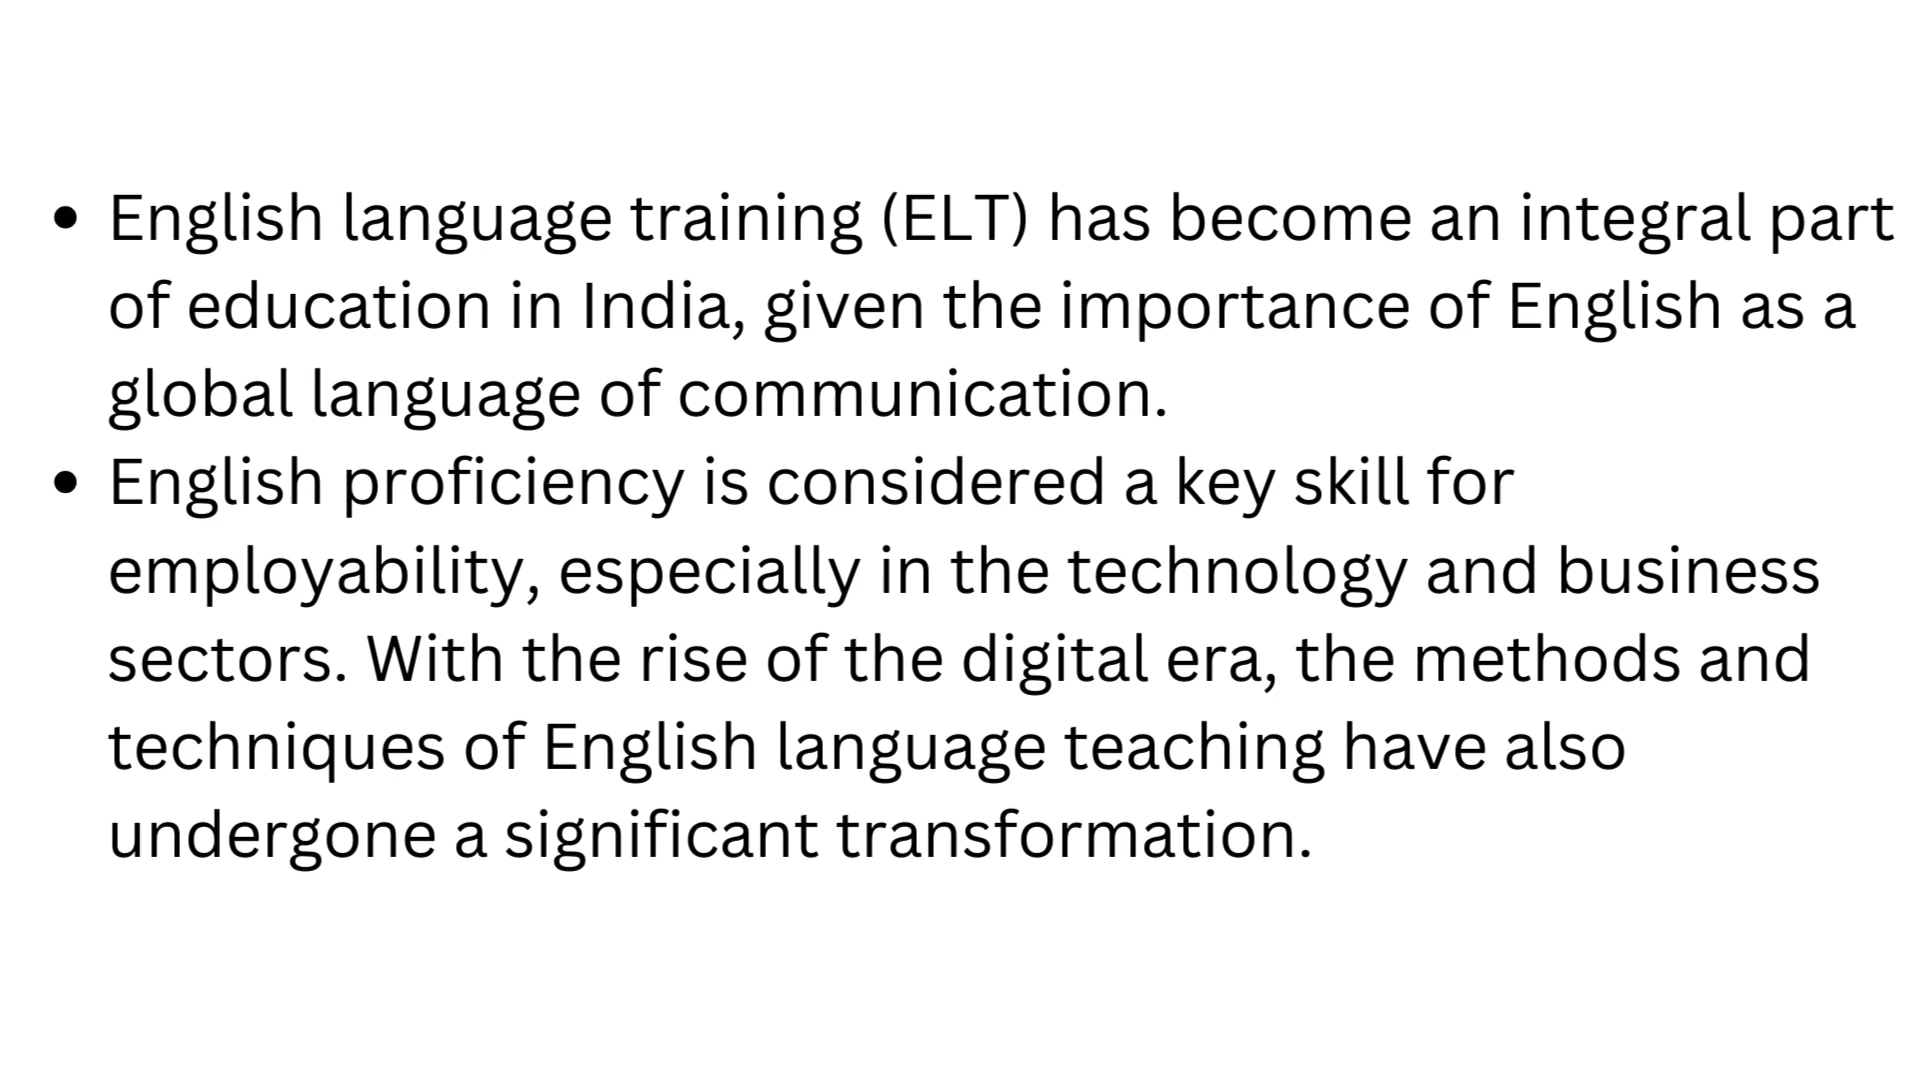 • English language training (ELT) has become an integral part
of education in India, given the importance of English as a
global language of communication.
• English proficiency is considered a key skill for
employability, especially in the technology and business
sectors. With the rise of the digital era, the methods and
techniques of English language teaching have also
undergone a significant transformation.